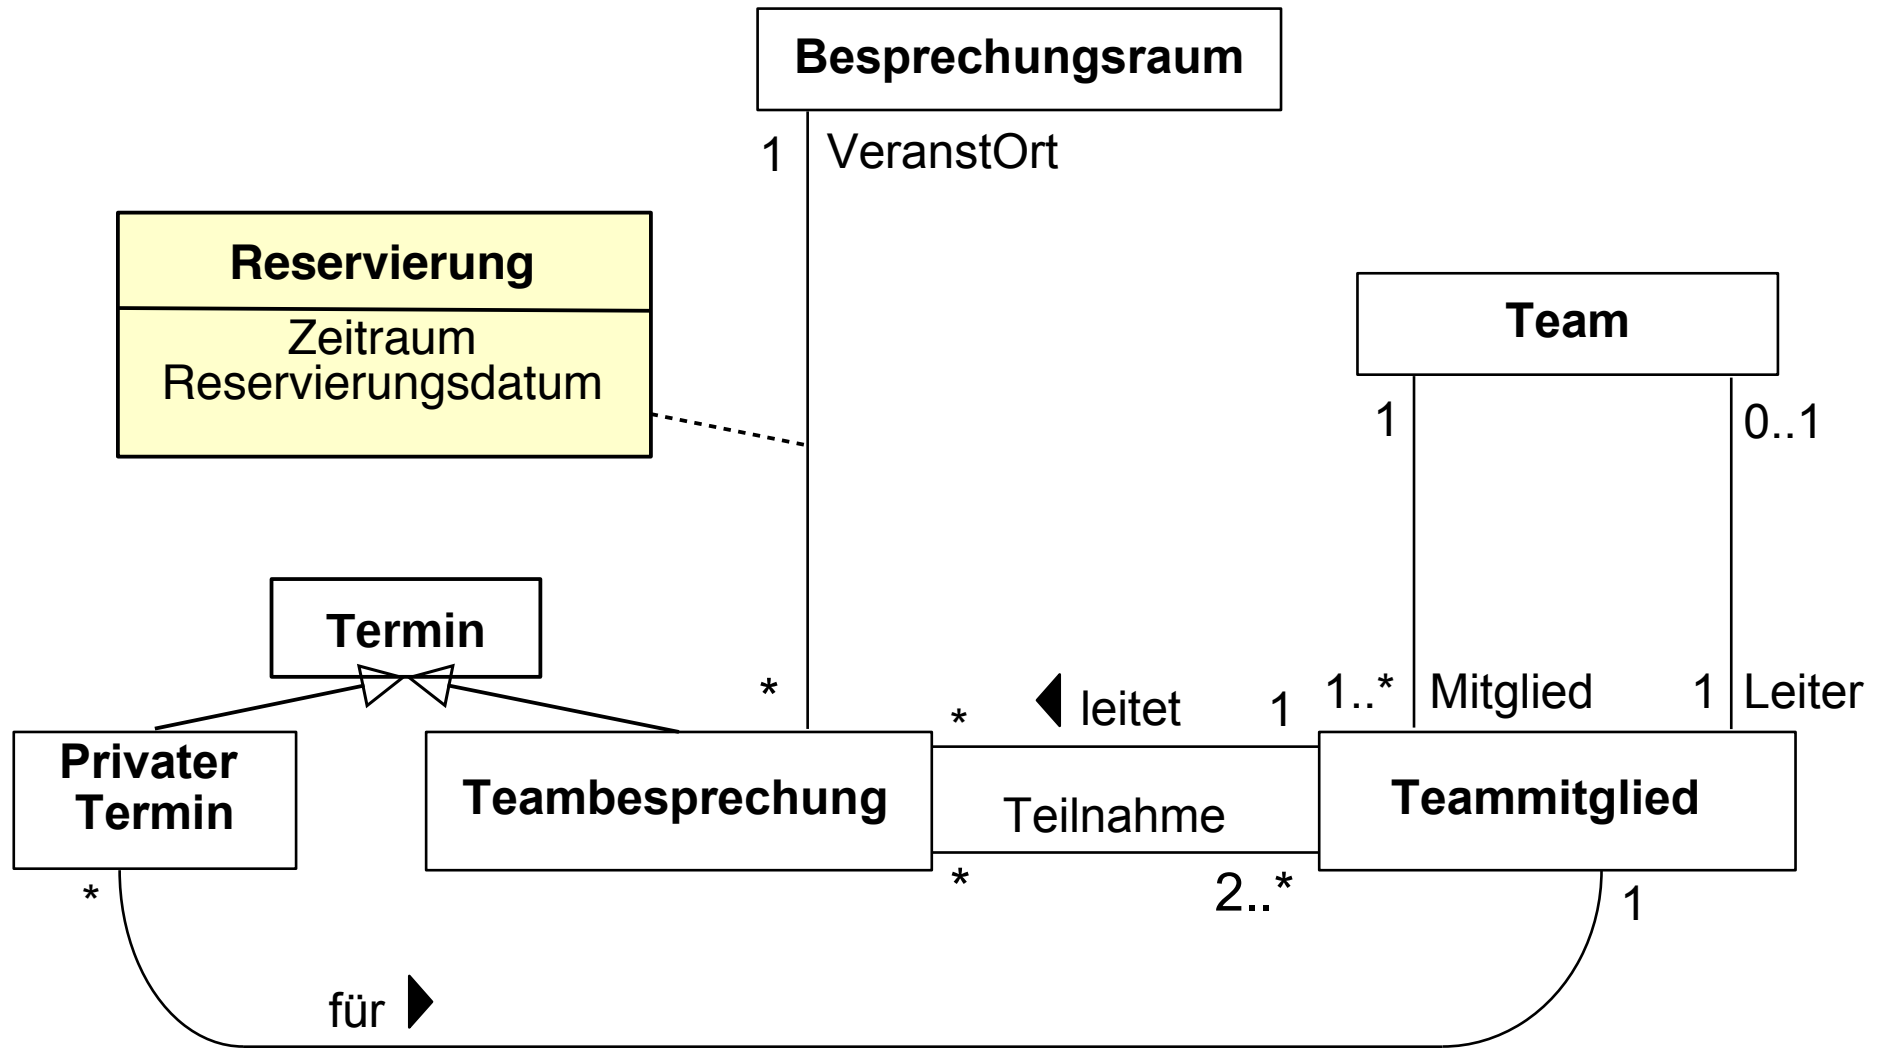 Besprechungsraum
1 VeranstOrt
Reservierung
Zeitraum
Reservierungsdatum
Team
1
0..1
Termin
*
* leitet 1
1..* Mitglied
1 Leiter
Privater
Termin
Teambesprechung
Teilnahme
Teammitglied
*
*
2..*
1
für